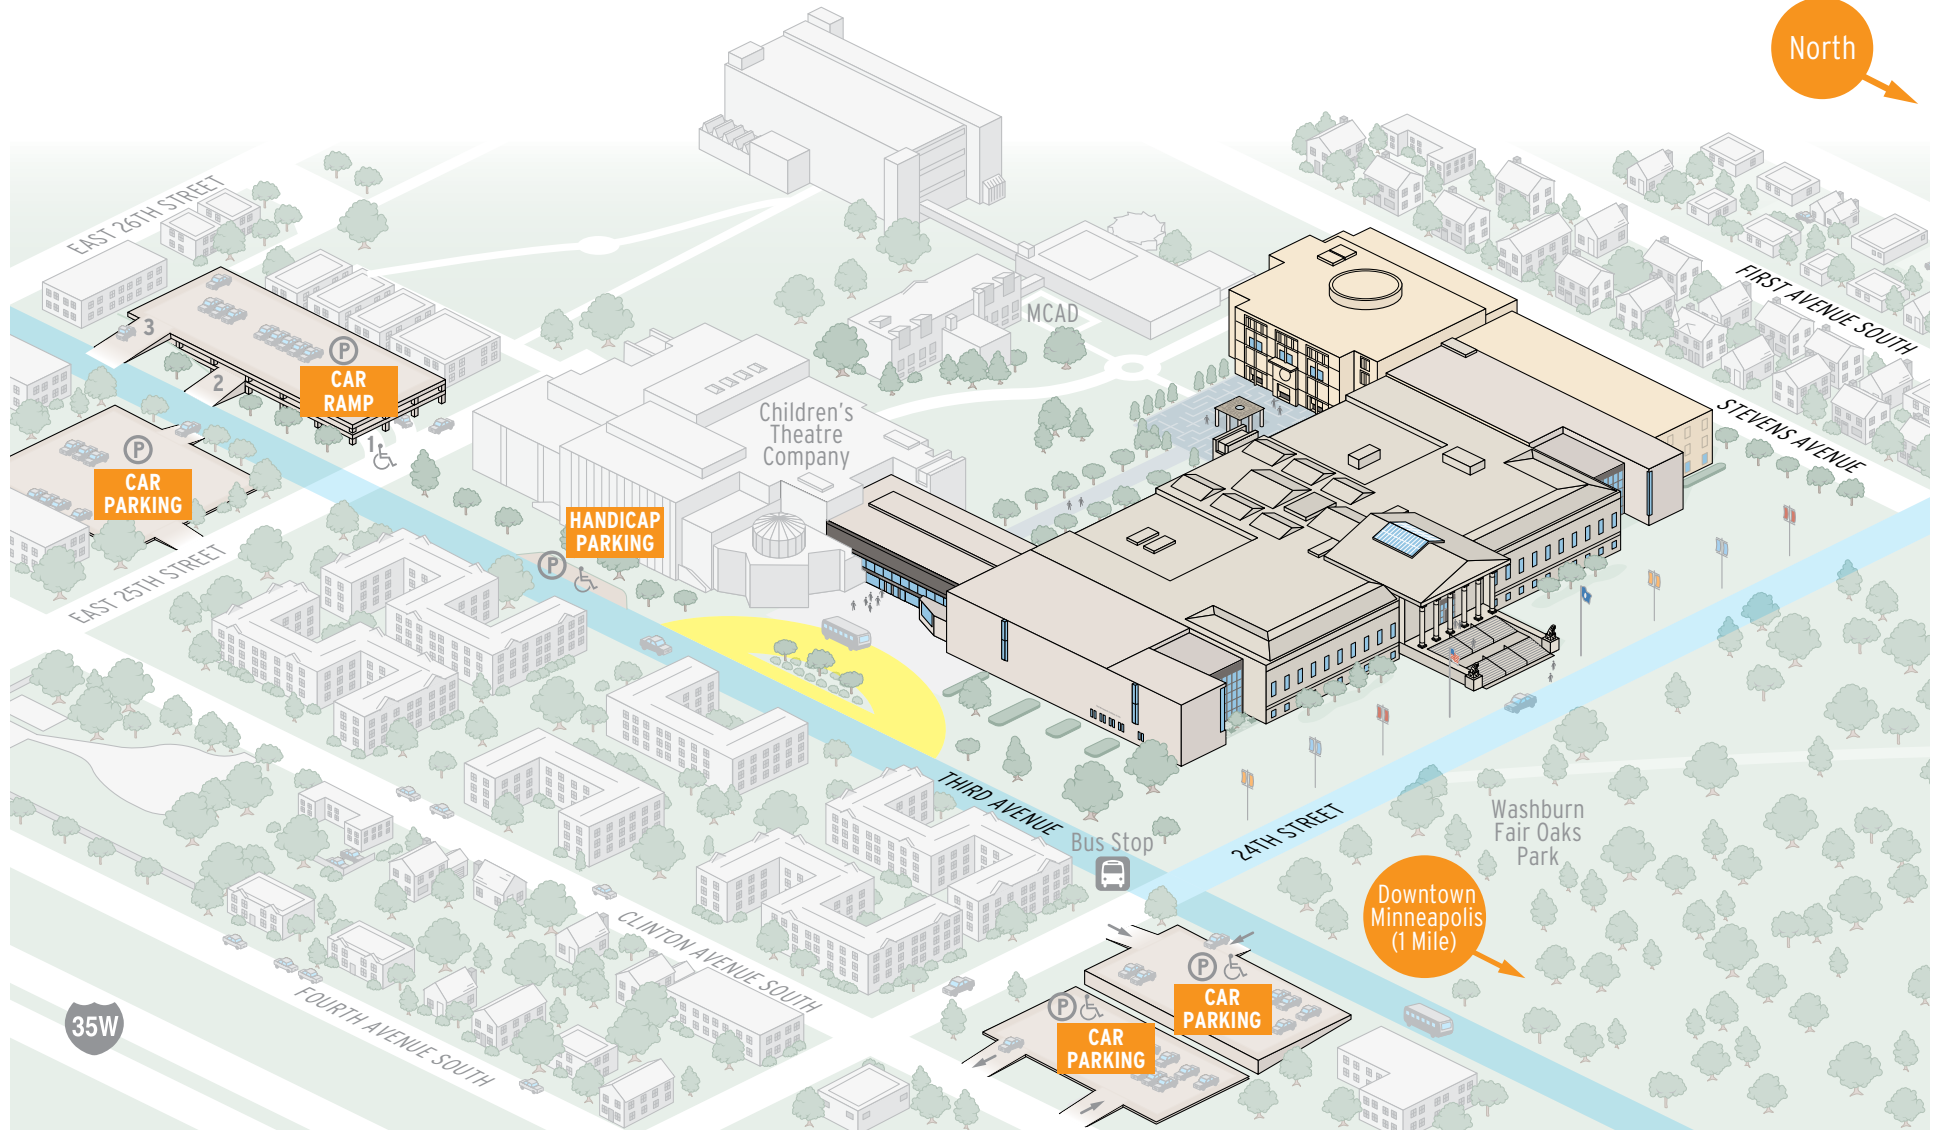 North
EAST 26TH STREET
FIRST AVENUE SOUTH
MCAD
3
2
CAR
RAMP
1
Children's
Theatre
Company
STEVENS AVENUE
P
P
CAR
PARKING
HANDICAP
PARKING
P
EAST 25TH STREET
THIRD AVENUE
24TH STREET
Washburn
Fair Oaks
Park
Bus Stop
Downtown
Minneapolis
(1 Mile)
CLINTON AVENUE SOUTH
P
CAR
PARKING
P
CAR
PARKING
35W
FOURTH AVENUE SOUTH